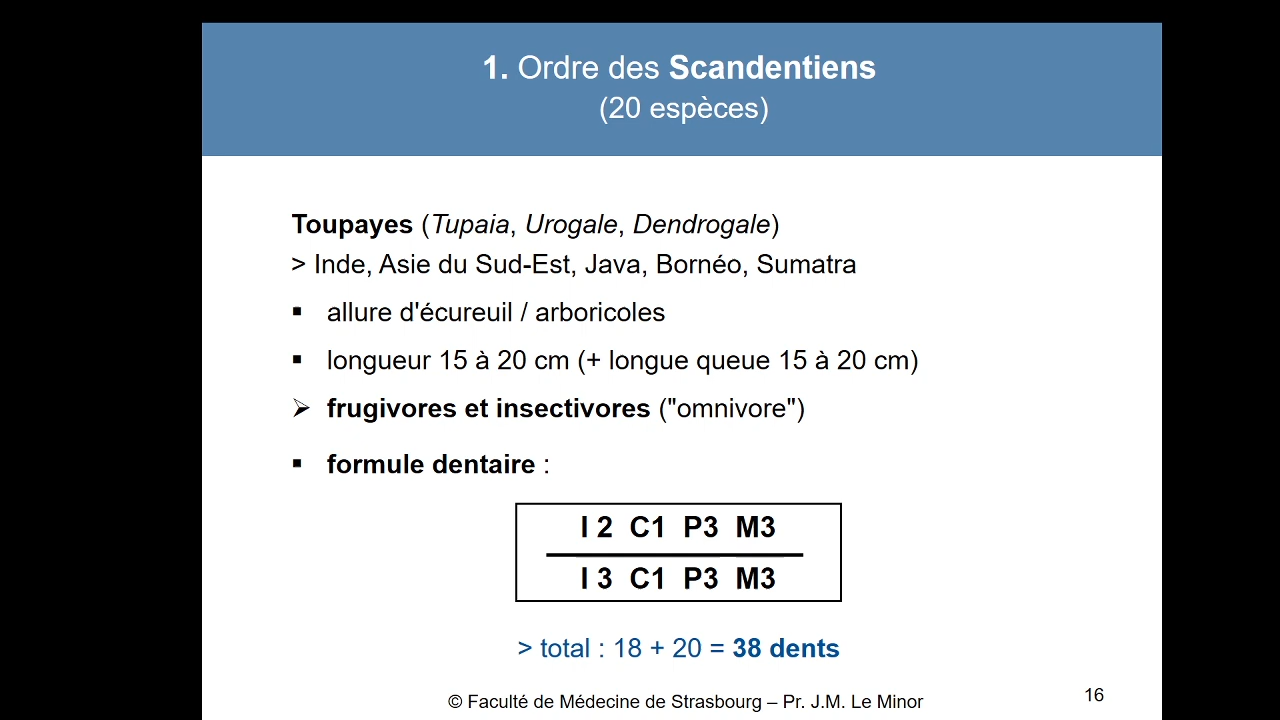 1. Ordre des Scandentiens
(20 espèces)
Toupayes (Tupaia, Urogale, Dendrogale)
> Inde, Asie du Sud-Est, Java, Bornéo, Sumatra
▪ allure d'écureuil / arboricoles
▪ longueur 15 à 20 cm (+ longue queue 15 à 20 cm)
➢ frugivores et insectivores ("omnivore")
▪ formule dentaire :
I 2 C1 P3 M3
I 3 C1 P3 M3
> total : 18 + 20 = 38 dents
© Faculté de Médecine de Strasbourg – Pr. J.M. Le Minor
16